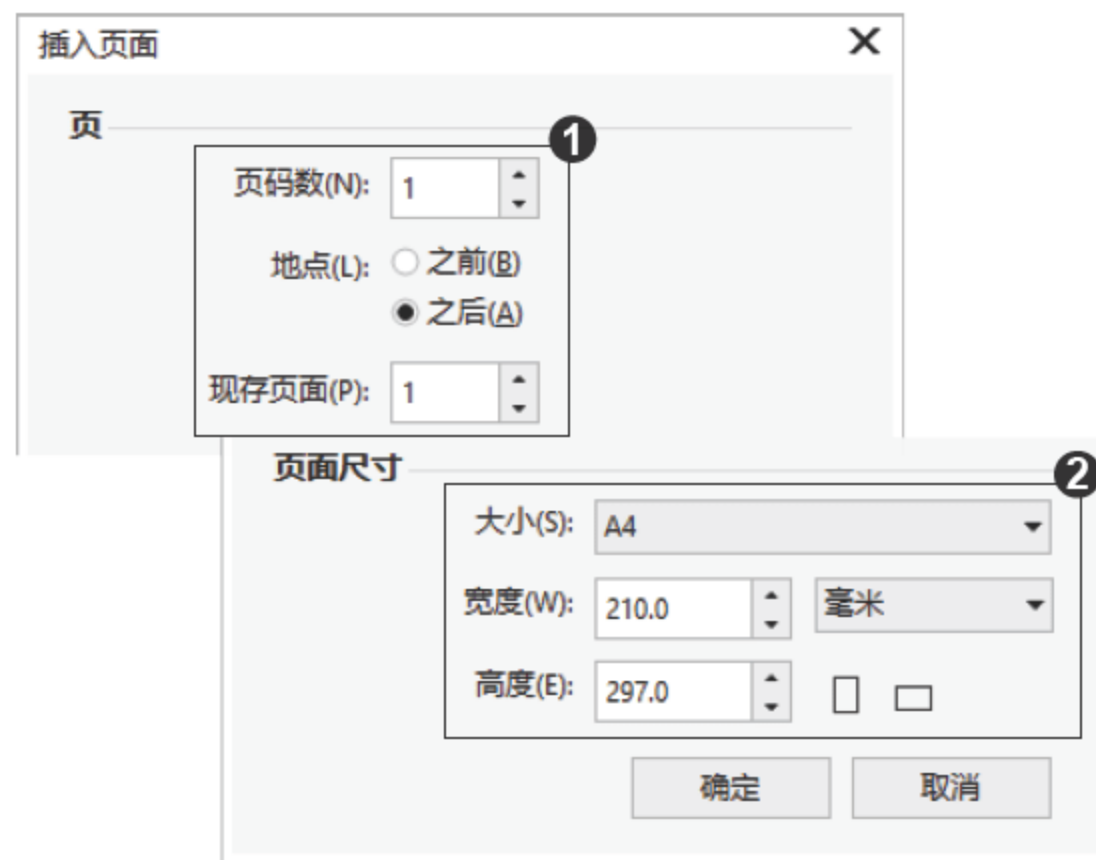 插入页面
页
1
页码数(N): 1
地点(L): 之前(B)
之后(A)
现存页面(P): 1
页面尺寸
2
大小(S): A4
宽度(W): 210.0 毫米
高度(E): 297.0
确定 取消